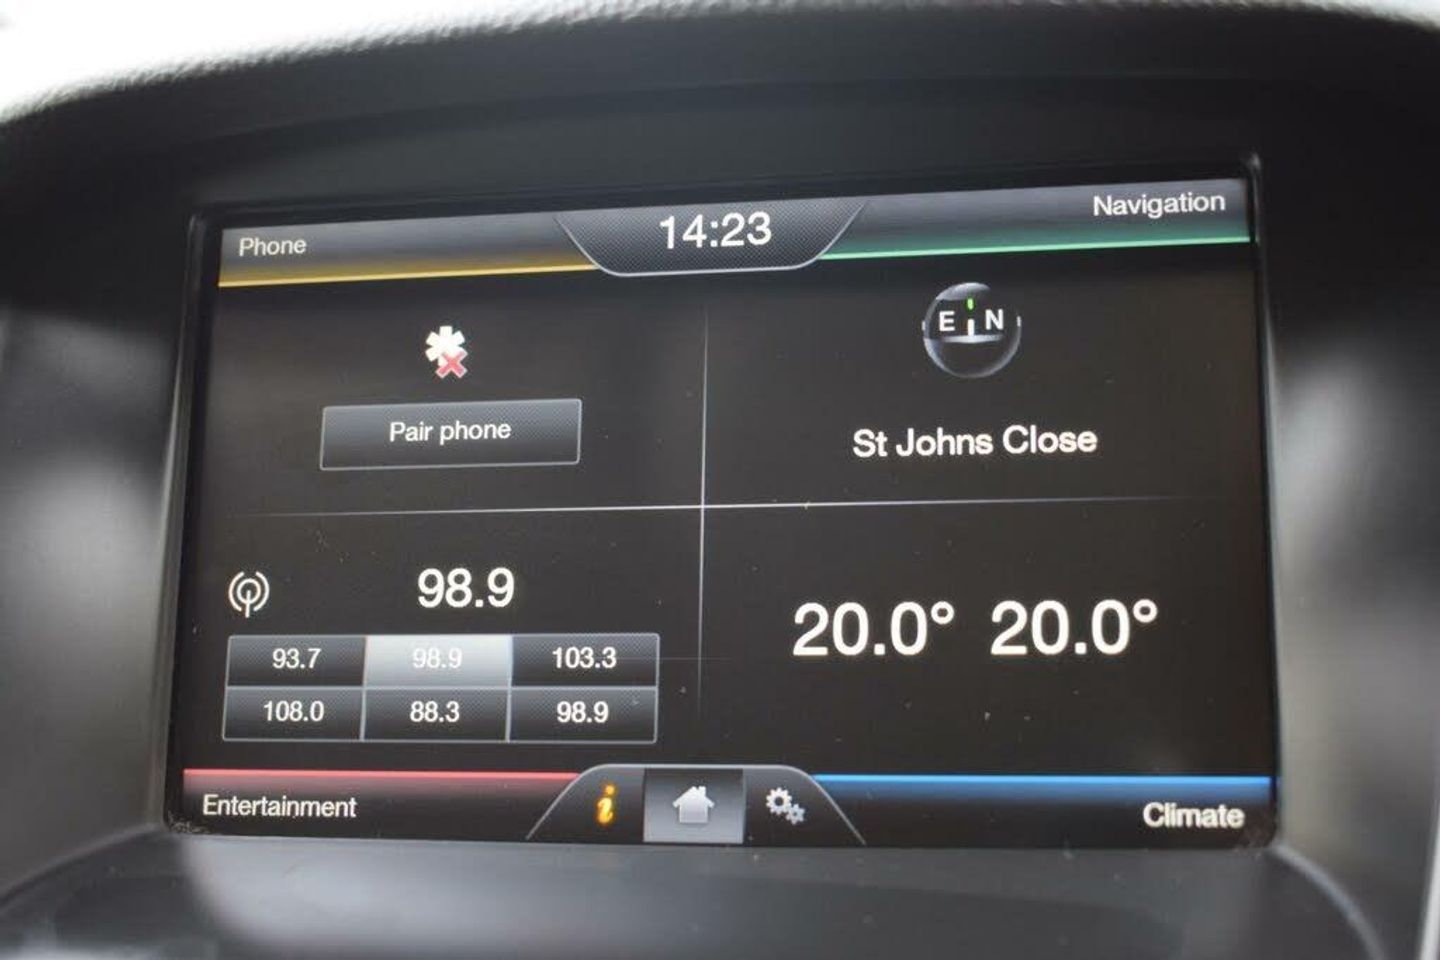 Phone
14:23
Navigation
E N
Pair phone
St Johns Close
98.9
93.7 98.9 103.3
108.0 88.3 98.9
20.0° 20.0°
Entertainment
i
Climate